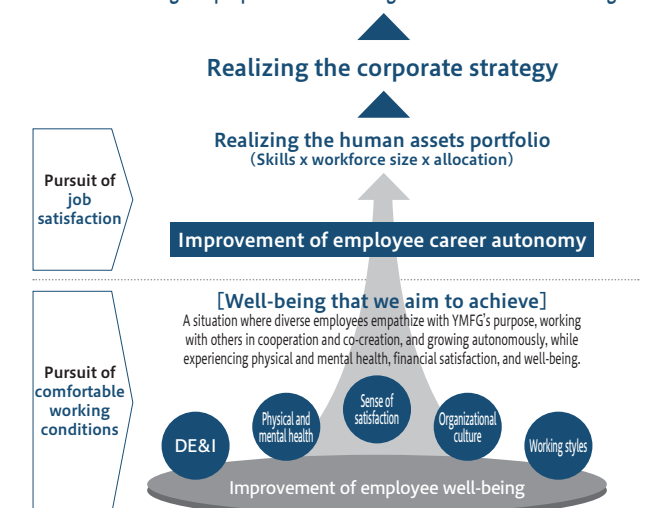 Realizing the corporate strategy
Realizing the human assets portfolio
(Skills x workforce size x allocation)
Pursuit of
job
satisfaction
Improvement of employee career autonomy
[Well-being that we aim to achieve]
A situation where diverse employees empathize with YMFG's purpose, working
with others in cooperation and co-creation, and growing autonomously, while
experiencing physical and mental health, financial satisfaction, and well-being.
Pursuit of
comfortable
working
conditions
DE&I
Physical and
mental health
Sense of
satisfaction
Organizational
culture
Working styles
Improvement of employee well-being